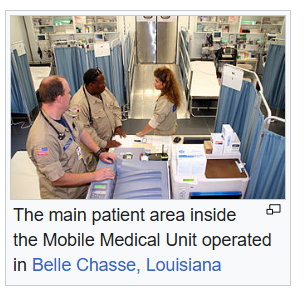 The main patient area inside
the Mobile Medical Unit operated
in Belle Chasse, Louisiana